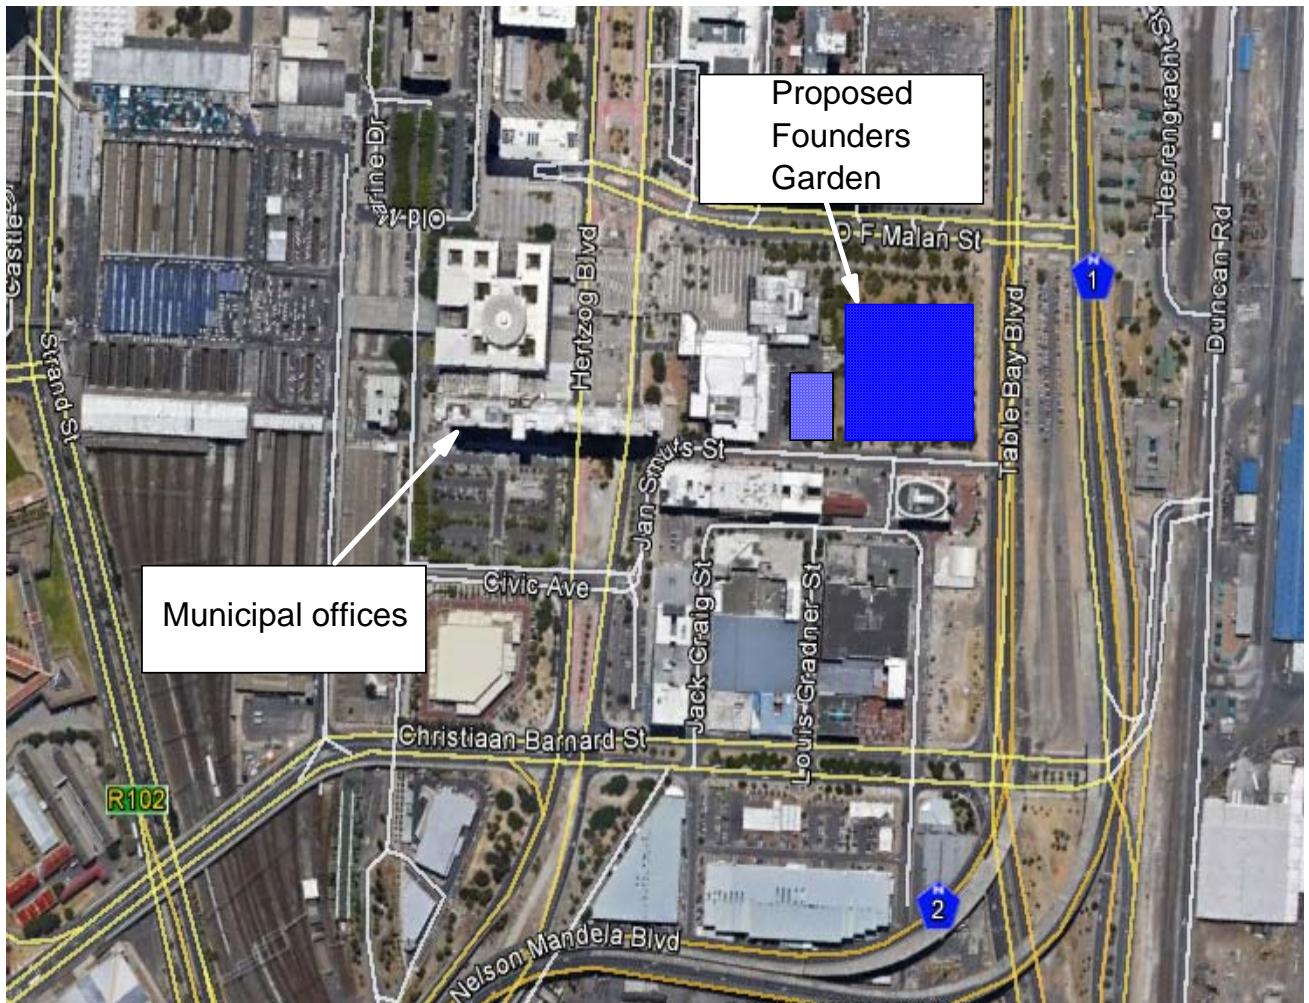 Proposed
Founders
Garden
Heerengracht S
arine Dr
Old M
D F Malan St
Castle
Hertzog Blvd
1
Duncan Rd
Table Bay Blvd
Strand St
Jan Smuts St
Civic Ave
Municipal offices
Jack Craig St
Louis Gradner St
Christiaan Barnard St
R102
N
2
Nelson Mandela Blvd